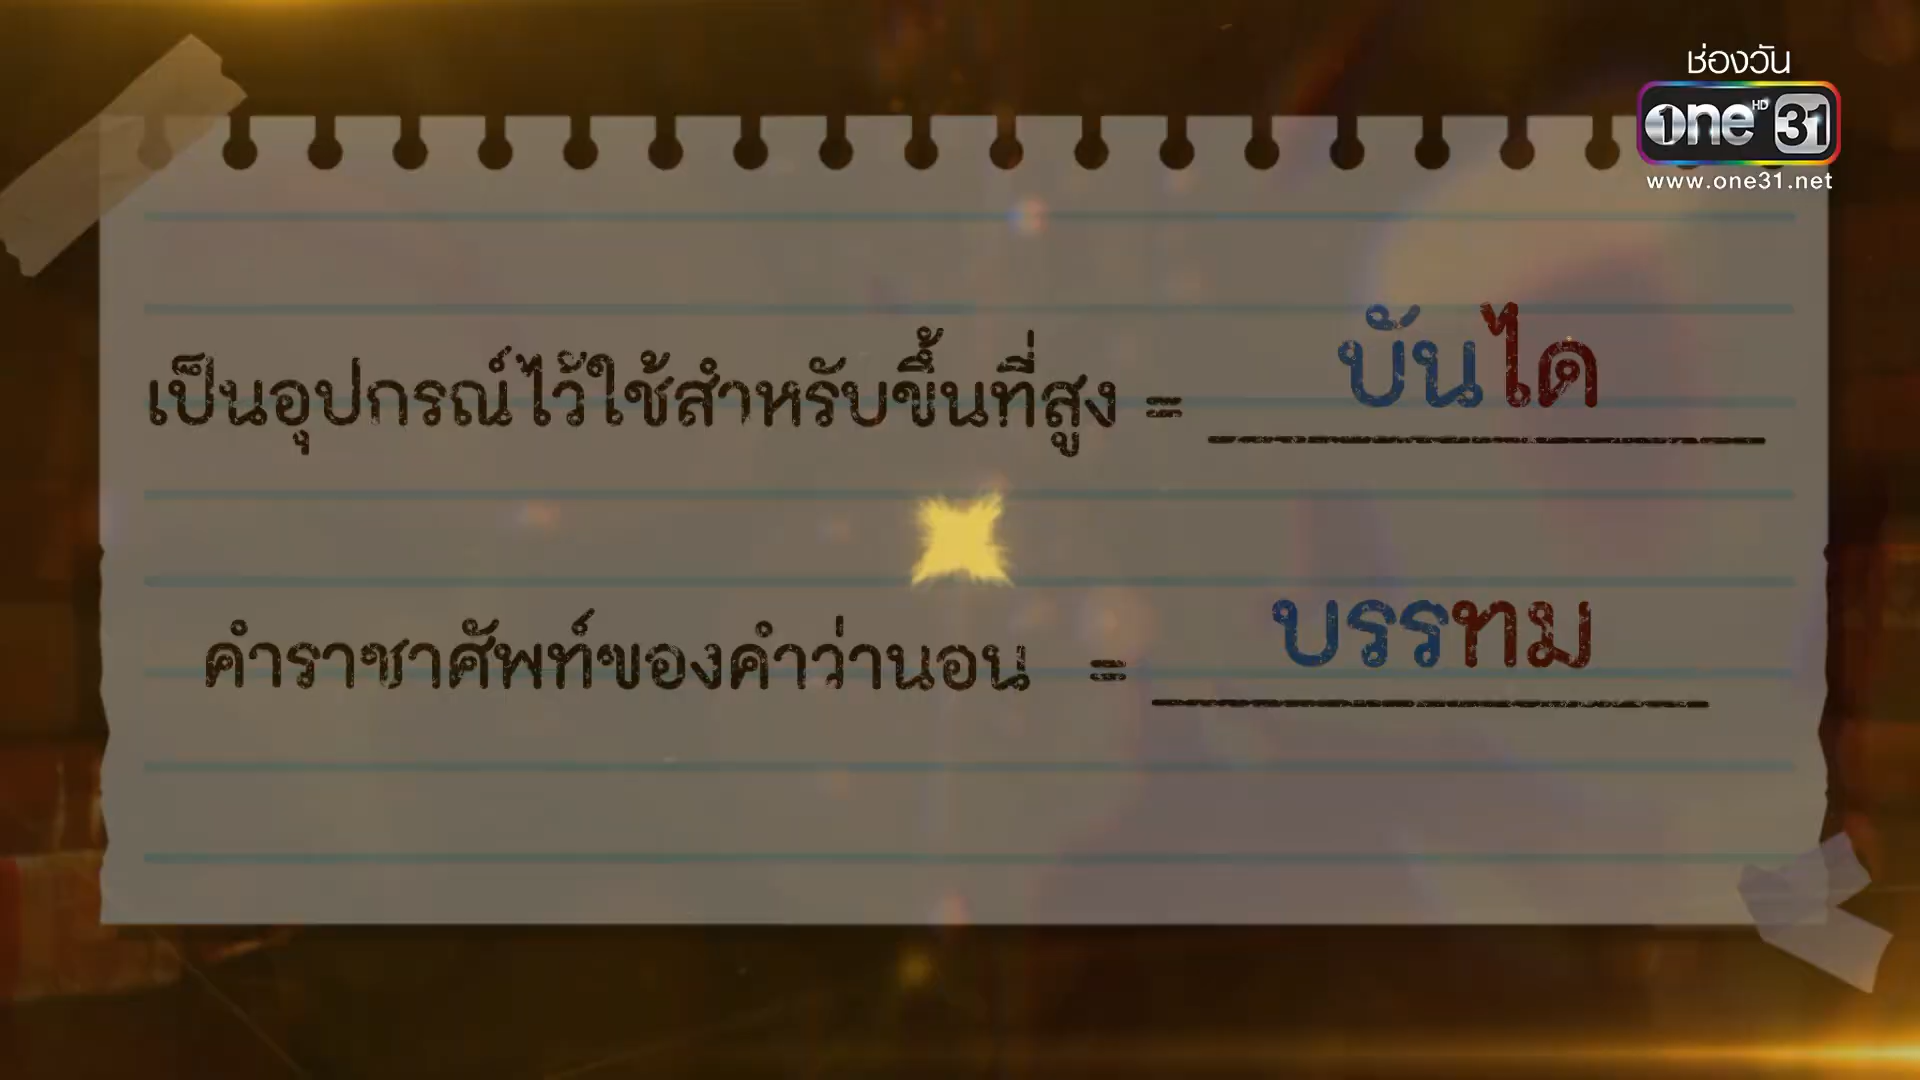 ช่องวัน
one HD 31
www.one31.net
เป็นอุปกรณ์ไว้ใช้สำหรับขึ้นที่สูง = บันได
คำราชาศัพท์ของคำว่านอน = บรรทม